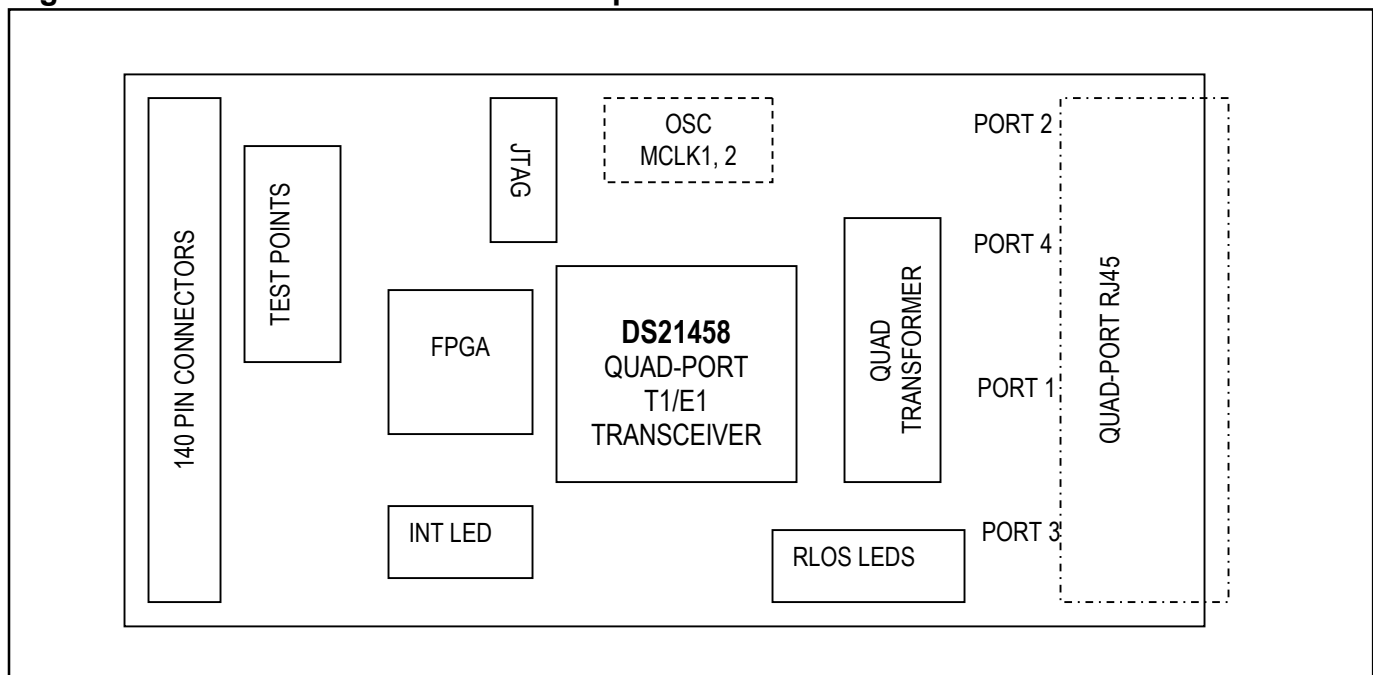 140 PIN CONNECTORS
TEST POINTS
JTAG
OSC
MCLK1, 2
FPGA
INT LED
DS21458
QUAD-PORT
T1/E1
TRANSCEIVER
QUAD
TRANSFORMER
RLOS LEDS
PORT 2
PORT 4
PORT 1
PORT 3
QUAD-PORT RJ45